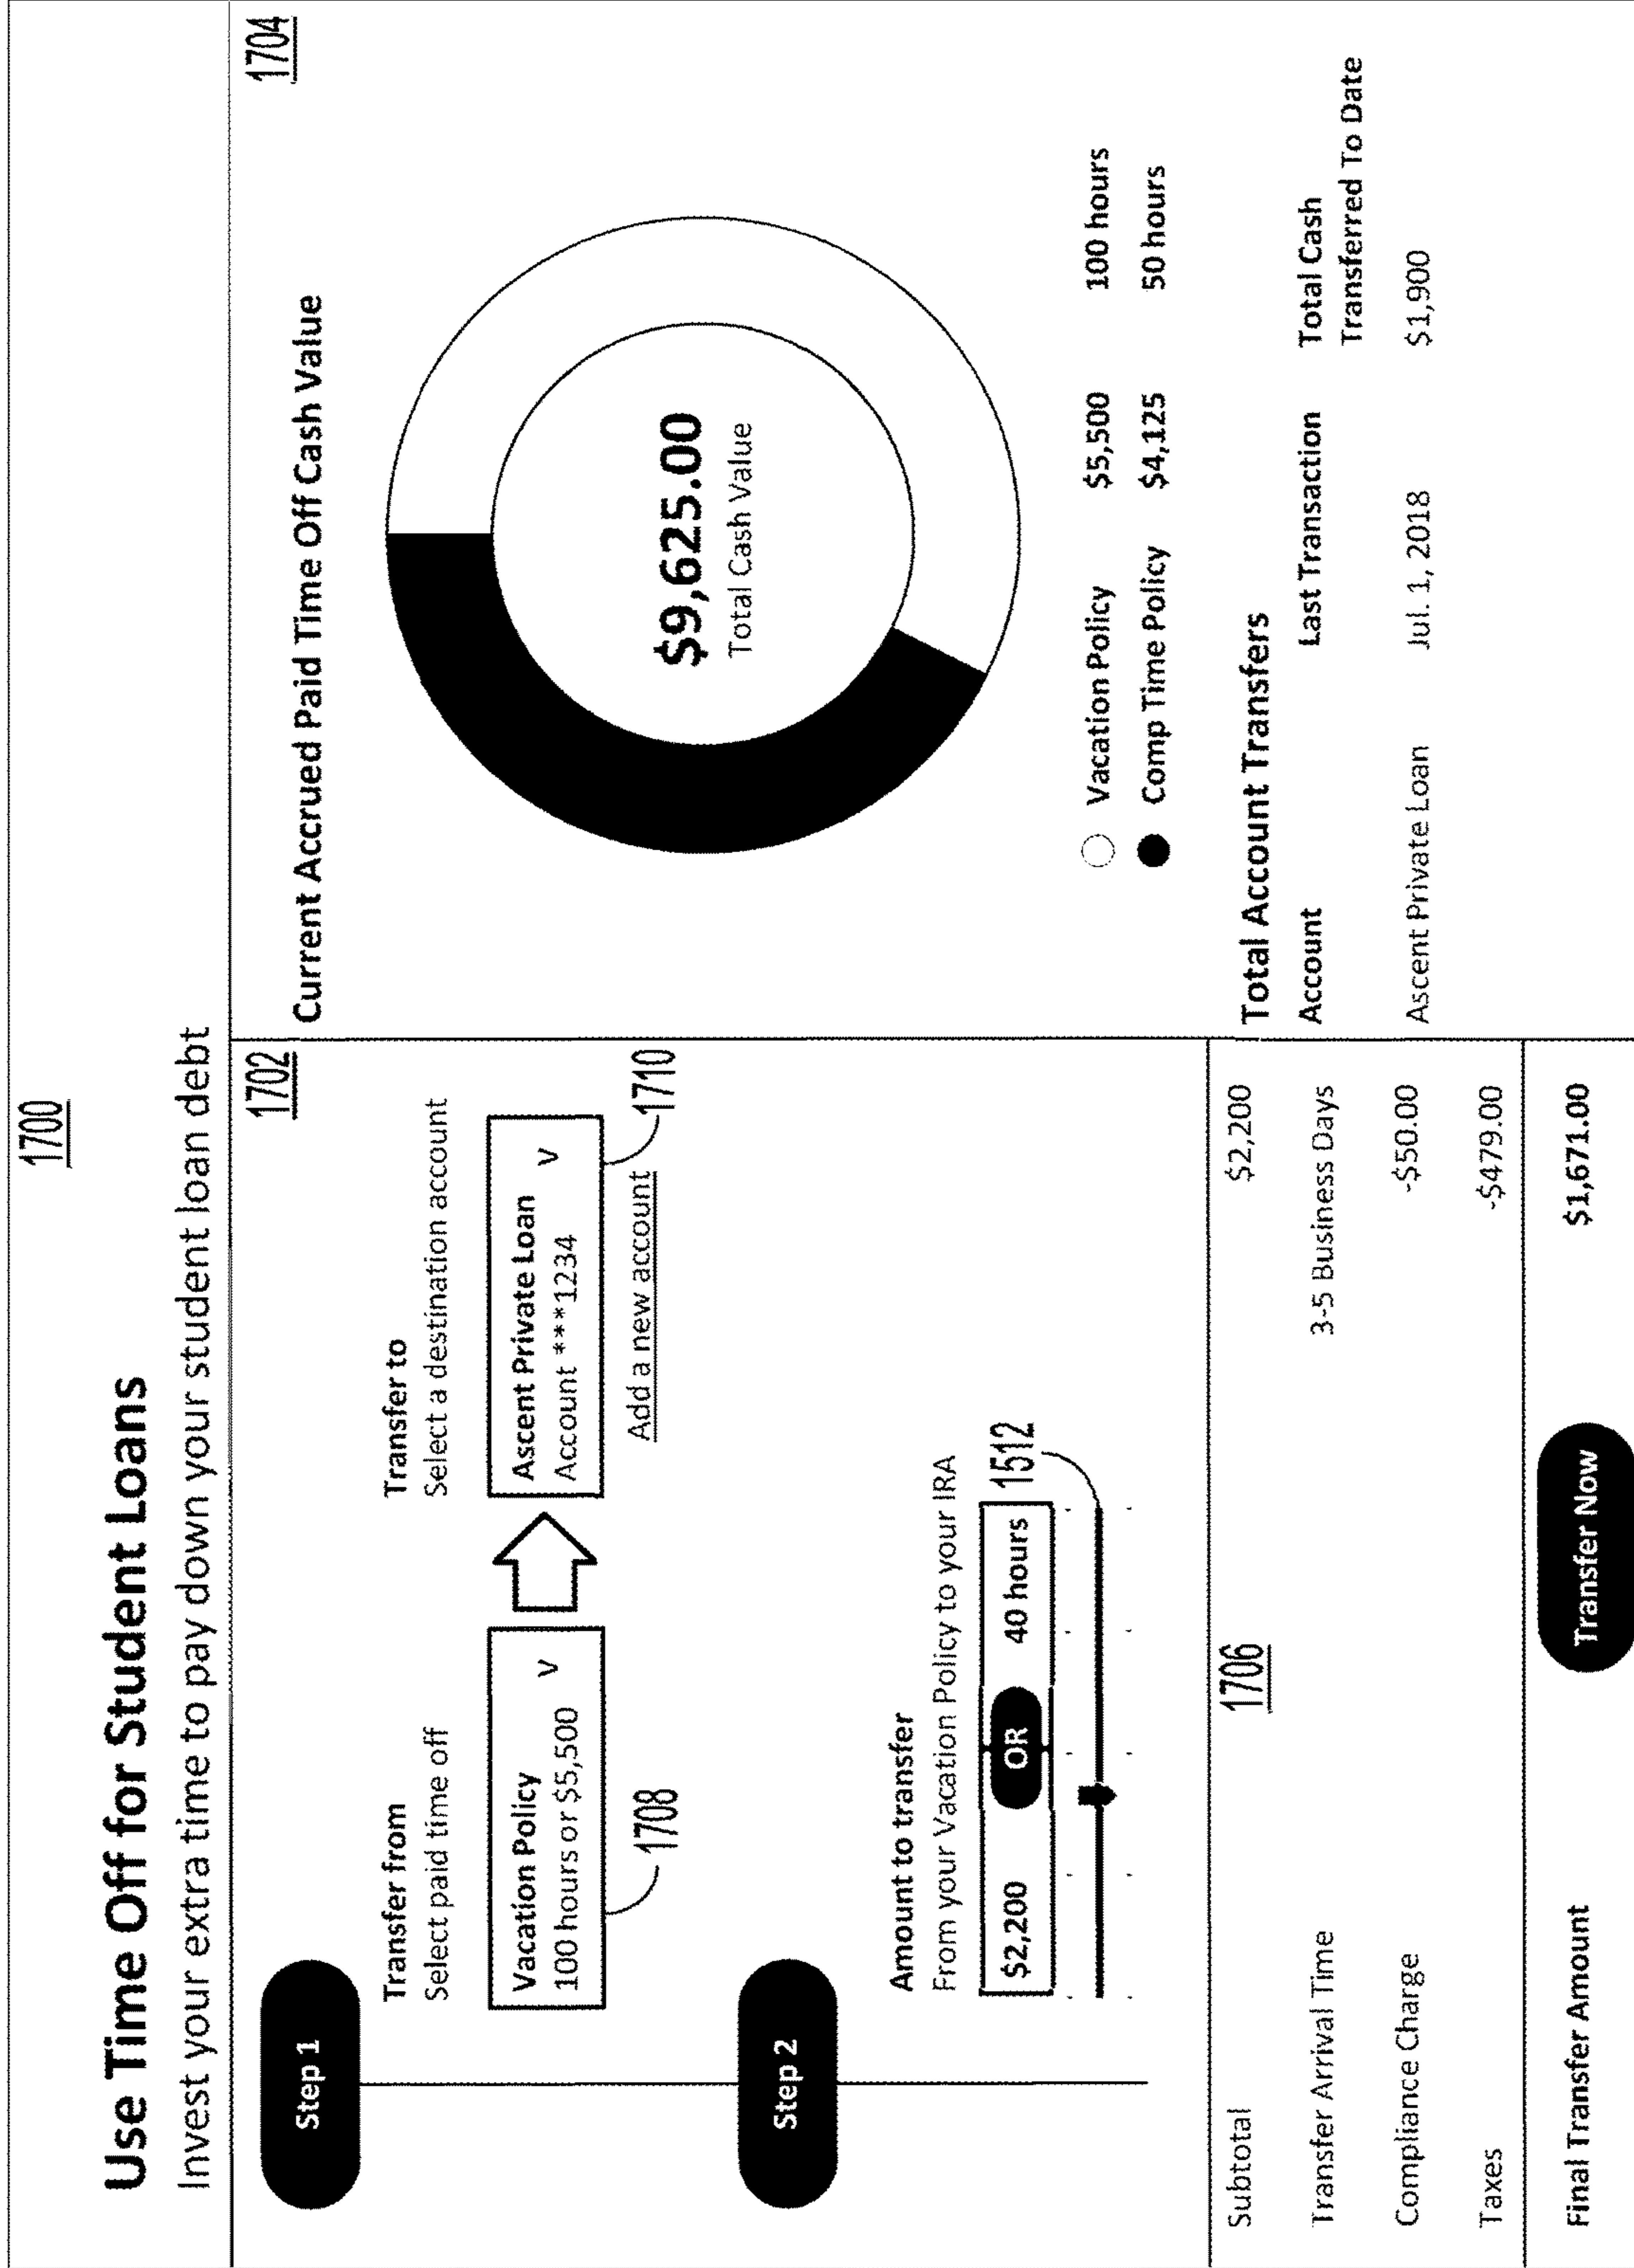 1700
Use Time Off for Student Loans
Invest your extra time to pay down your student loan debt
1702
Step 1
Transfer from
Select paid time off
Vacation Policy
100 hours or $5,500 V
1708
Transfer to
Select a destination account
Ascent Private Loan
Account ***1234 V
Add a new account
1710
Step 2
Amount to transfer
From your Vacation Policy to your IRA
$2,200 OR 40 hours
1512
1706
Subtotal $2,200
Transfer Arrival Time 3-5 Business Days
Compliance Charge -$50.00
Taxes -$479.00
Final Transfer Amount Transfer Now $1,671.00
1704
Current Accrued Paid Time Off Cash Value
$9,625.00
Total Cash Value
Vacation Policy $5,500 100 hours
Comp Time Policy $4,125 50 hours
Total Account Transfers
Account Last Transaction Total Cash
Transferred To Date
Ascent Private Loan Jul. 1, 2018 $1,900